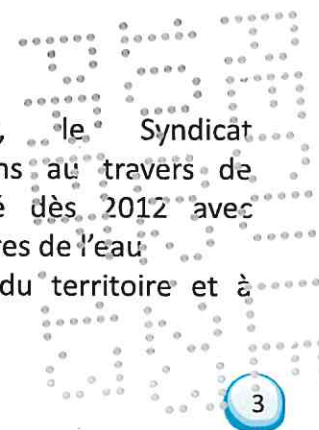 , le Syndicat
ns au travers de
é dès 2012 avec
res de l'eau
du territoire et à
3